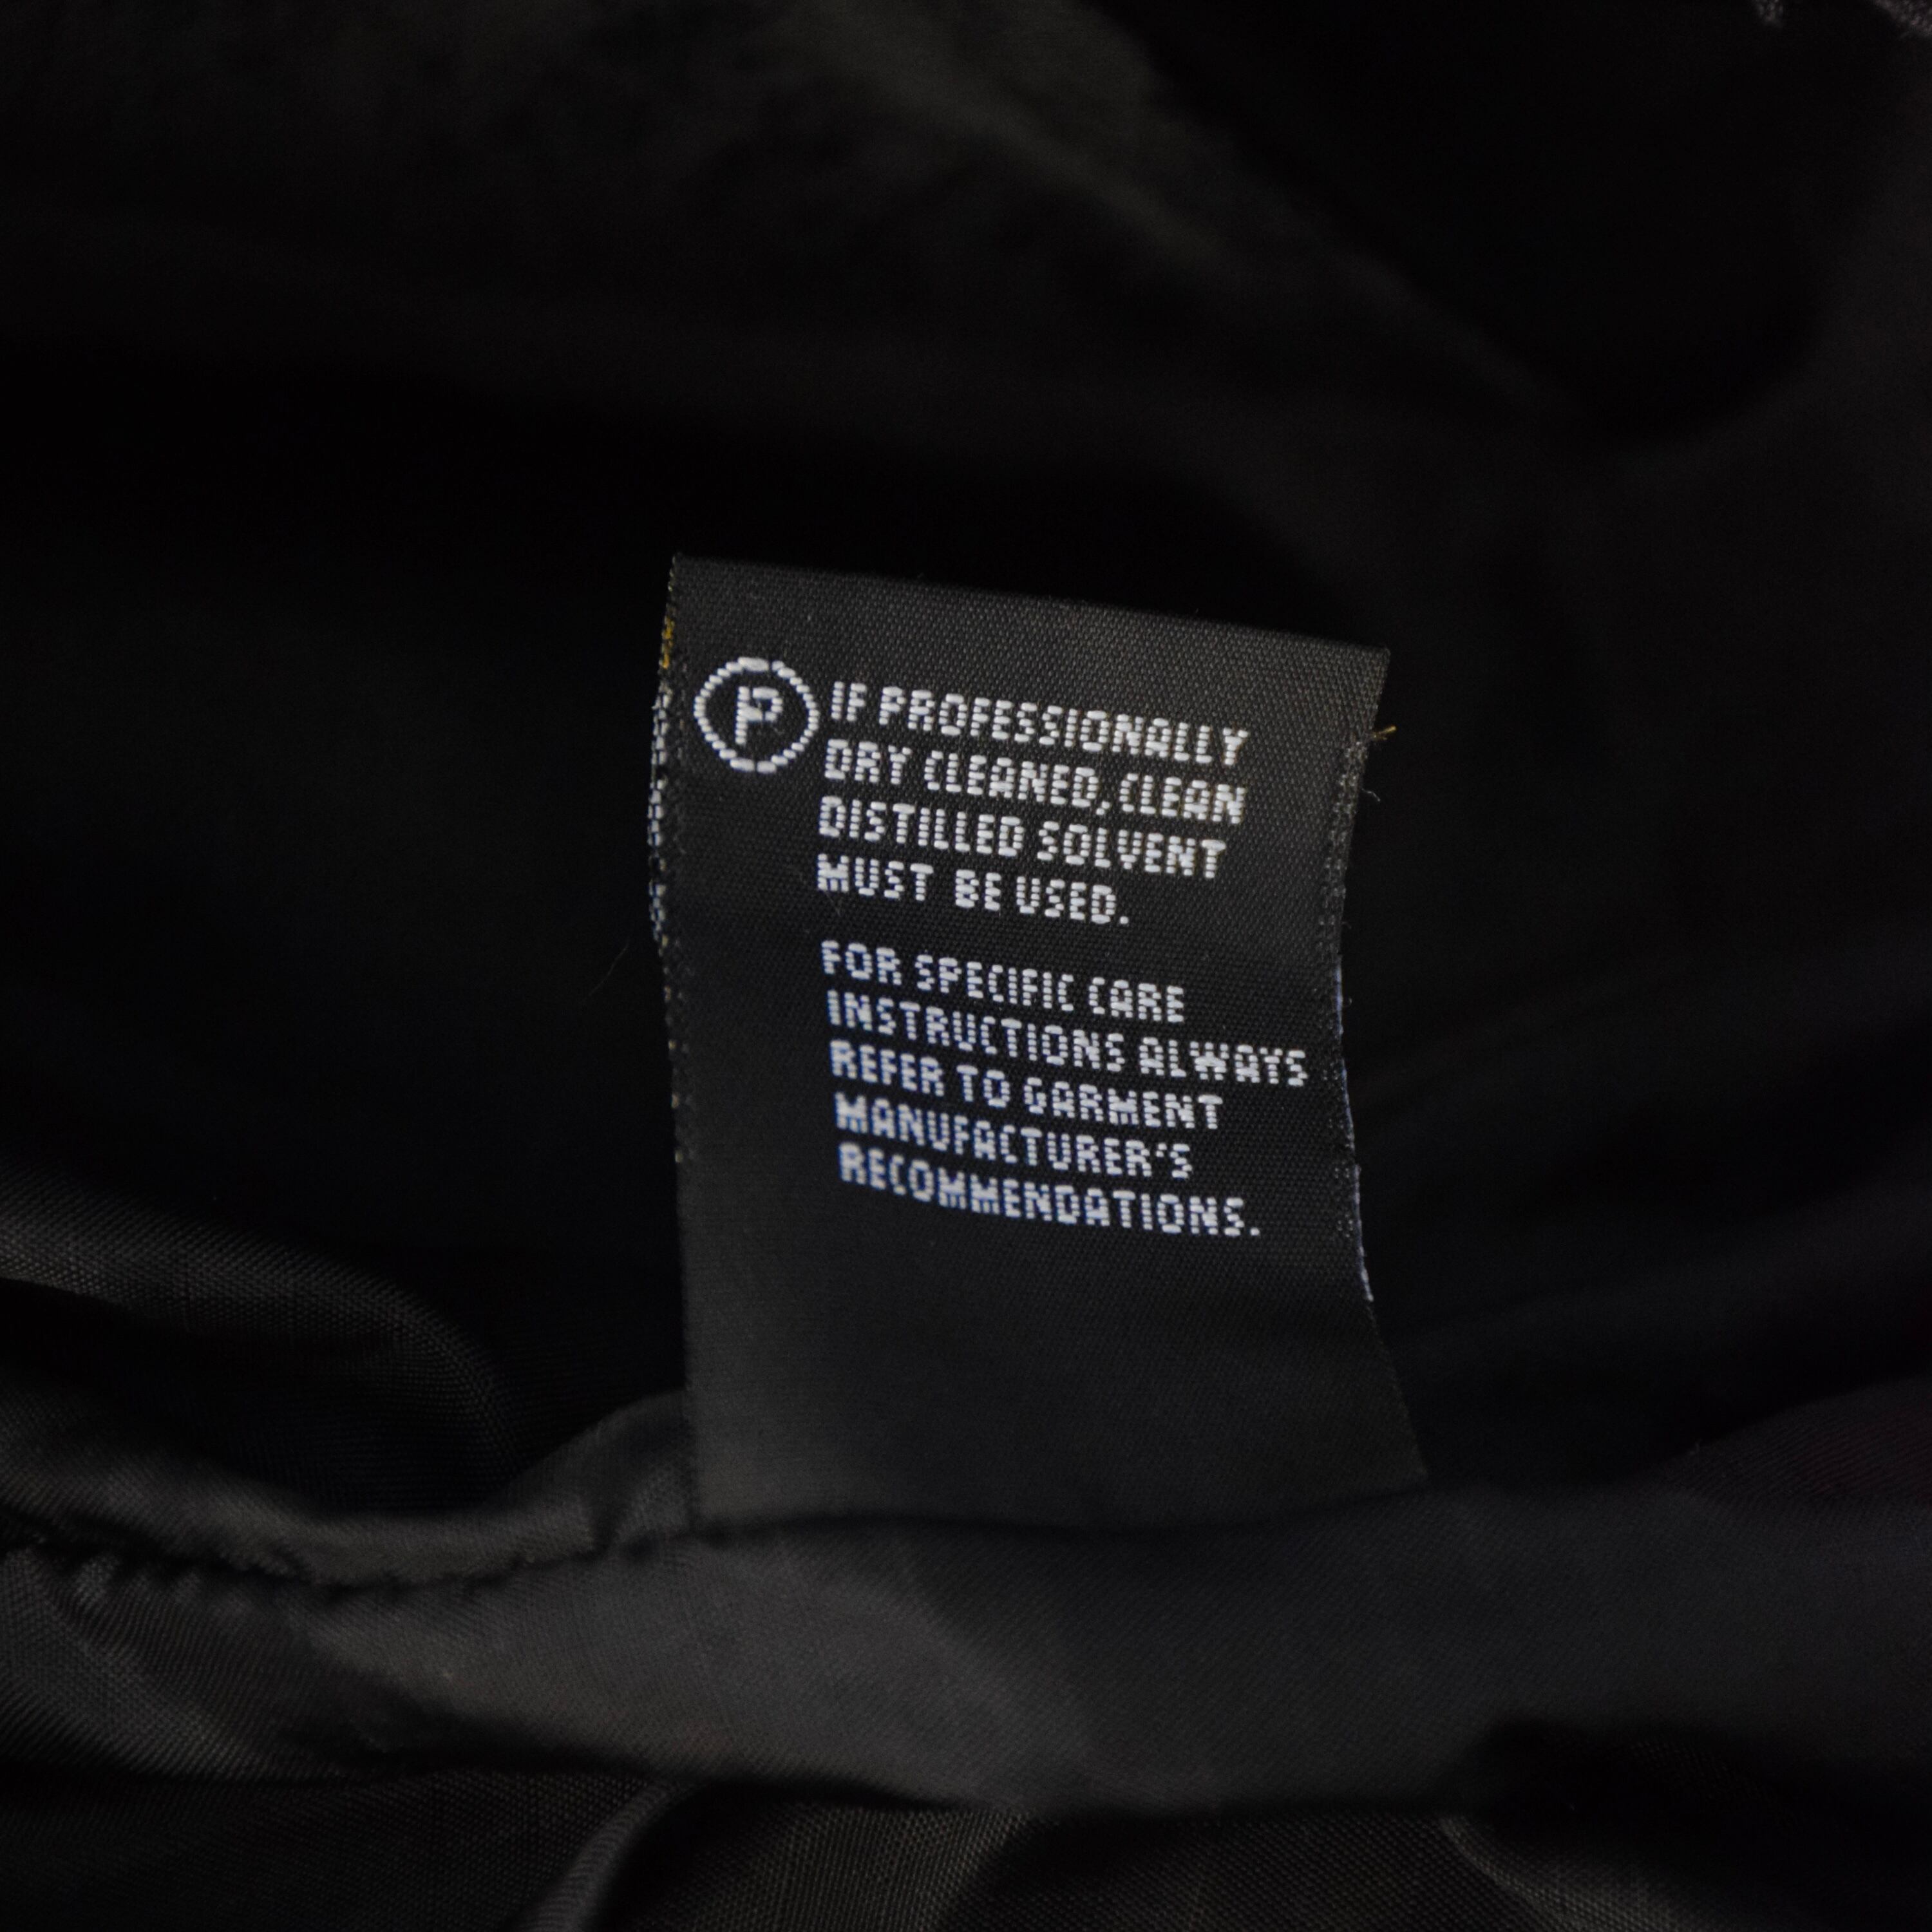 P IF PROFESSIONALLY
DRY CLEANED, CLEAN
DISTILLED SOLVENT
MUST BE USED.
FOR SPECIFIC CARE
INSTRUCTIONS ALWAYS
REFER TO GARMENT
MANUFACTURER'S
RECOMMENDATIONS.